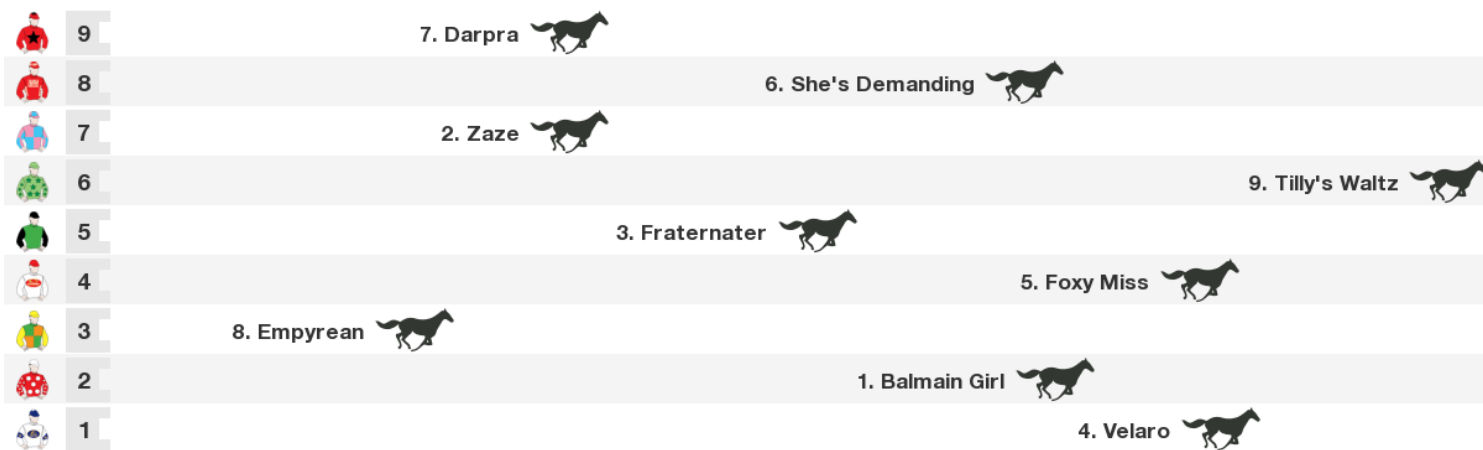 9 7. Darpra
8 6. She's Demanding
7 2. Zaze
6 9. Tilly's Waltz
5 3. Fraternater
4 5. Foxy Miss
3 8. Empyrean
2 1. Balmain Girl
1 4. Velaro